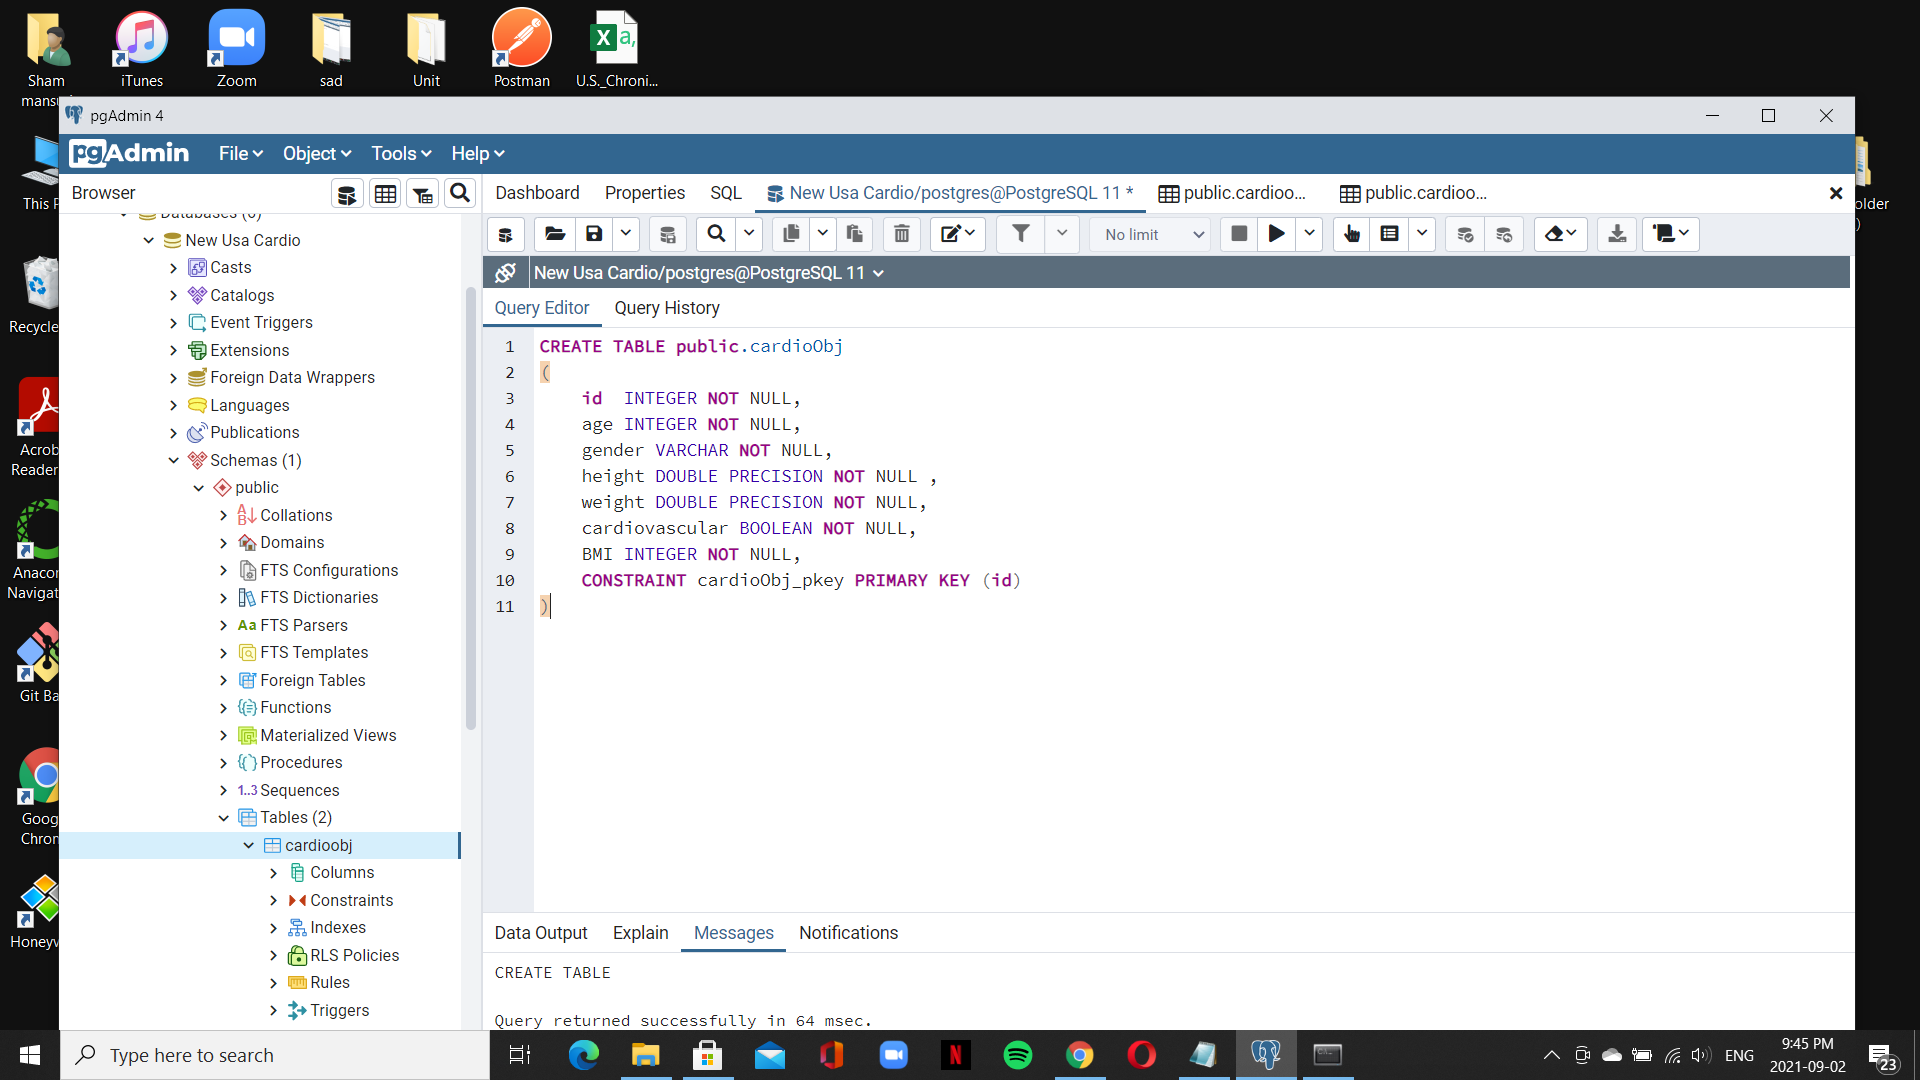 Sham
mansu
iTunes
Zoom
sad
Unit
Postman
U.S._Chroni...
This P
Recycle
Acrob
Reader
Anacon
Navigat
Git Ba
Goog
Chron
Honeyv
older
)
pgAdmin 4
pgAdmin
File
Object
Tools
Help
Browser
Dashboard
Properties
SQL
New Usa Cardio/postgres@PostgreSQL 11 *
public.cardioo...
public.cardioo...
No limit
New Usa Cardio/postgres@PostgreSQL 11
Query Editor
Query History
Databases (6)
New Usa Cardio
Casts
Catalogs
Event Triggers
Extensions
Foreign Data Wrappers
Languages
Publications
Schemas (1)
public
Collations
Domains
FTS Configurations
FTS Dictionaries
Aa FTS Parsers
FTS Templates
Foreign Tables
Functions
Materialized Views
Procedures
1..3 Sequences
Tables (2)
cardioobj
Columns
Constraints
Indexes
RLS Policies
Rules
Triggers
1 CREATE TABLE public.cardioObj
2 (
3 id  INTEGER NOT NULL,
4 age INTEGER NOT NULL,
5 gender VARCHAR NOT NULL,
6 height DOUBLE PRECISION NOT NULL ,
7 weight DOUBLE PRECISION NOT NULL,
8 cardiovascular BOOLEAN NOT NULL,
9 BMI INTEGER NOT NULL,
10 CONSTRAINT cardioObj_pkey PRIMARY KEY (id)
11 )
Data Output
Explain
Messages
Notifications
CREATE TABLE
Query returned successfully in 64 msec.
Type here to search
ENG
9:45 PM
2021-09-02
23